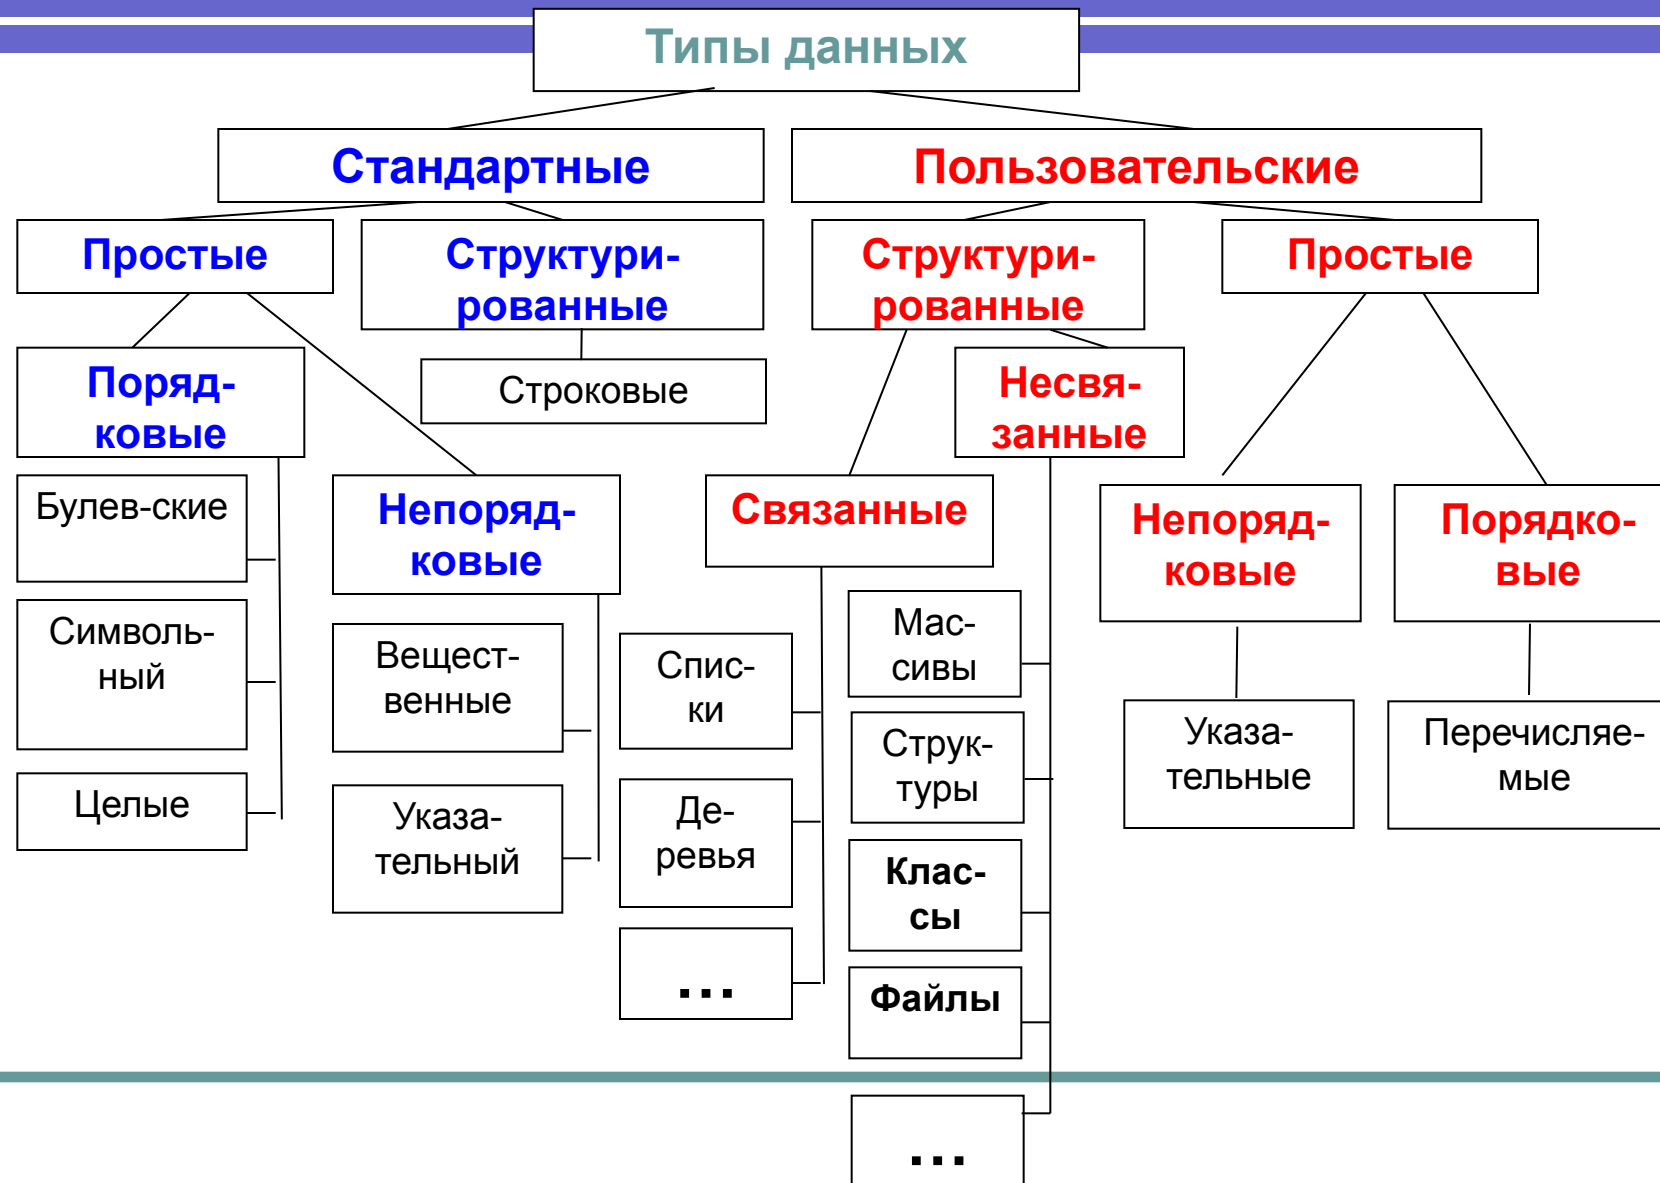 Типы данных
Стандартные
Пользовательские
Простые
Структури-
рованные
Структури-
рованные
Простые
Поряд-
ковые
Строковые
Несвя-
занные
Булев-ские
Непоряд-
ковые
Связанные
Непоряд-
ковые
Порядко-
вые
Символь-
ный
Вещест-
венные
Спис-
ки
Мас-
сивы
Струк-
туры
Указа-
тельные
Перечисляе-
мые
Целые
Указа-
тельный
Де-
ревья
Клас-
сы
...
Файлы
...